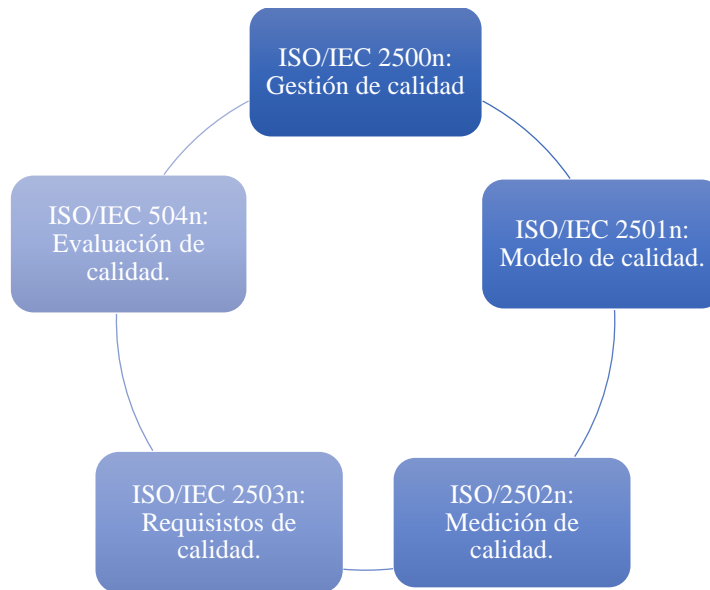 ISO/IEC 2500n:
Gestión de calidad
ISO/IEC 2501n:
Modelo de calidad.
ISO/2502n:
Medición de
calidad.
ISO/IEC 2503n:
Requisistos de
calidad.
ISO/IEC 504n:
Evaluación de
calidad.